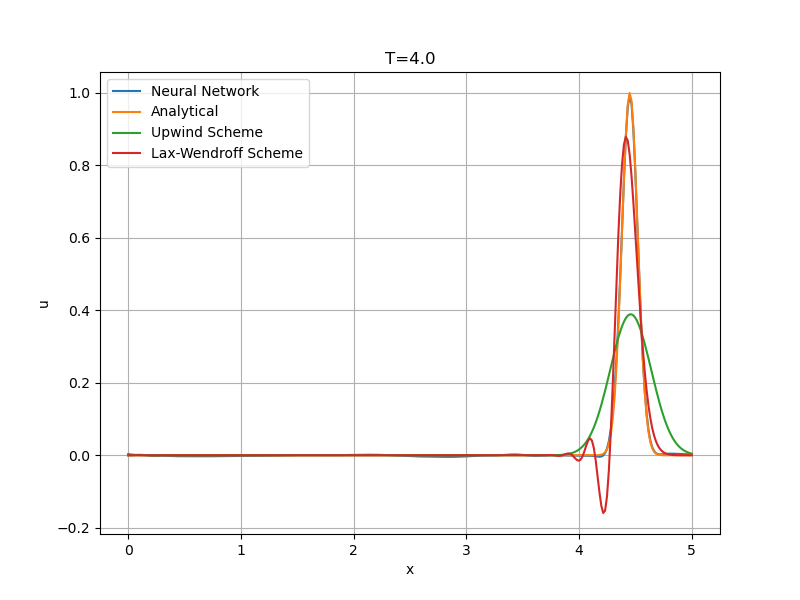 T=4.0
Neural Network
Analytical
Upwind Scheme
Lax-Wendroff Scheme
1.0
0.8
0.6
0.4
0.2
0.0
−0.2
u
0 1 2 3 4 5
x